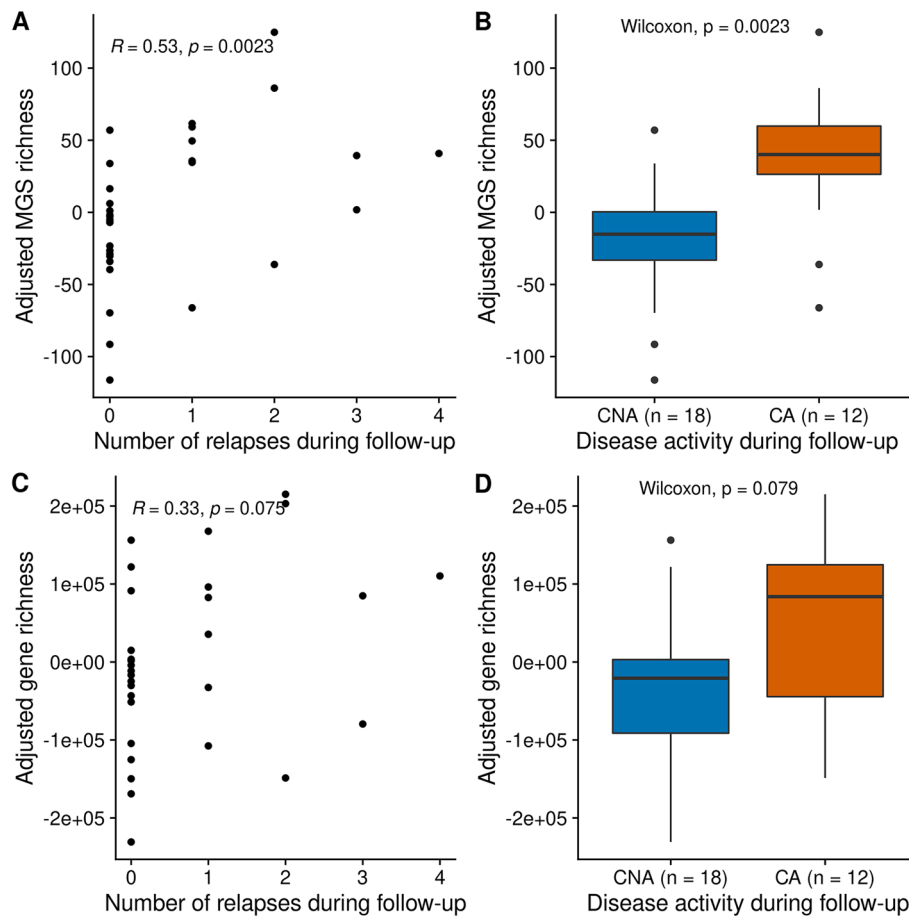 A
R = 0.53, p = 0.0023
100
50
0
-50
-100
Adjusted MGS richness
0 1 2 3 4
Number of relapses during follow-up
B
Wilcoxon, p = 0.0023
100
50
0
-50
-100
Adjusted MGS richness
CNA (n = 18) CA (n = 12)
Disease activity during follow-up
C
R = 0.33, p = 0.075
2e+05
1e+05
0e+00
-1e+05
-2e+05
Adjusted gene richness
0 1 2 3 4
Number of relapses during follow-up
D
Wilcoxon, p = 0.079
2e+05
1e+05
0e+00
-1e+05
-2e+05
Adjusted gene richness
CNA (n = 18) CA (n = 12)
Disease activity during follow-up